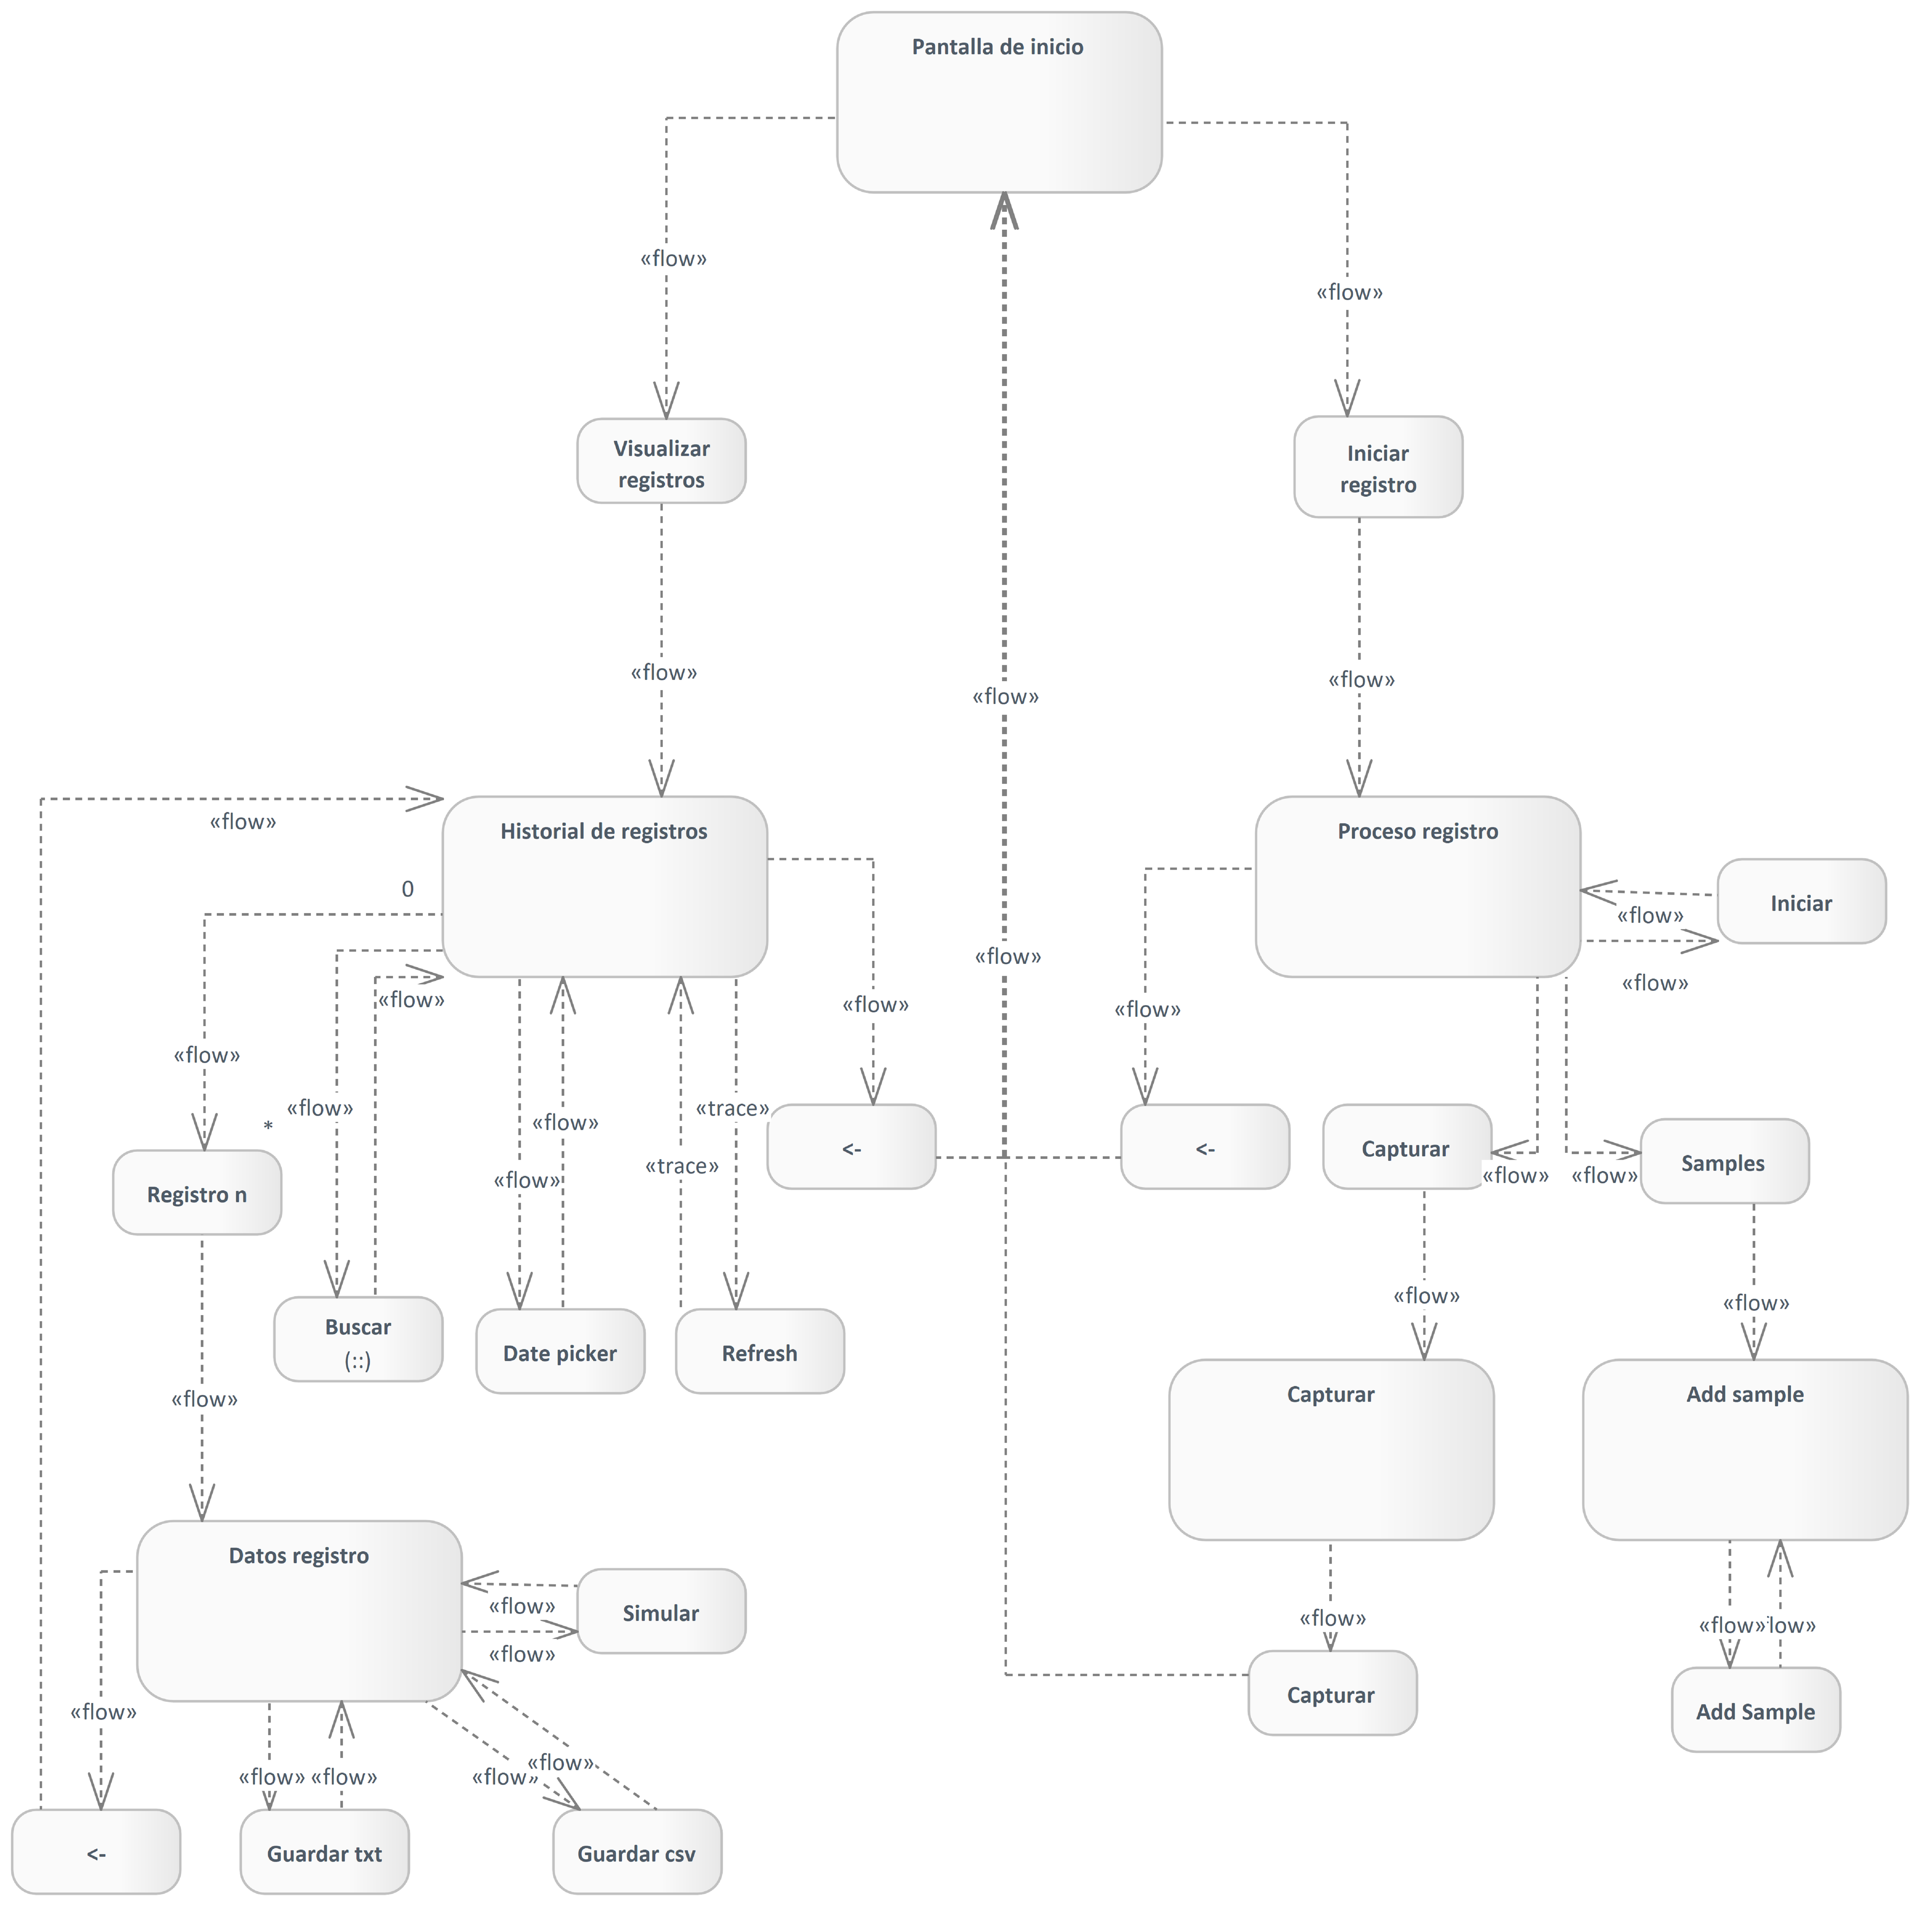 Pantalla de inicio
«flow»
«flow»
Visualizar
registros
Iniciar
registro
«flow»
«flow»
«flow»
«flow»
Historial de registros
Proceso registro
0
Iniciar
«flow»
«flow»
«flow»
«flow»
«flow»
«flow»
«flow»
«flow»
«trace»
«flow»
*
«flow»
<-
<-
Capturar
Samples
«trace»
«flow»
«flow»
«flow»
Registro n
Buscar
(::)
Date picker
Refresh
«flow»
«flow»
«flow»
Capturar
Add sample
Datos registro
«flow»
Simular
«flow»
«flow»
«flow»
low»
«flow»
Capturar
Add Sample
«flow»
«flow»
«flow»
«flow»
«flow»
<-
Guardar txt
Guardar csv